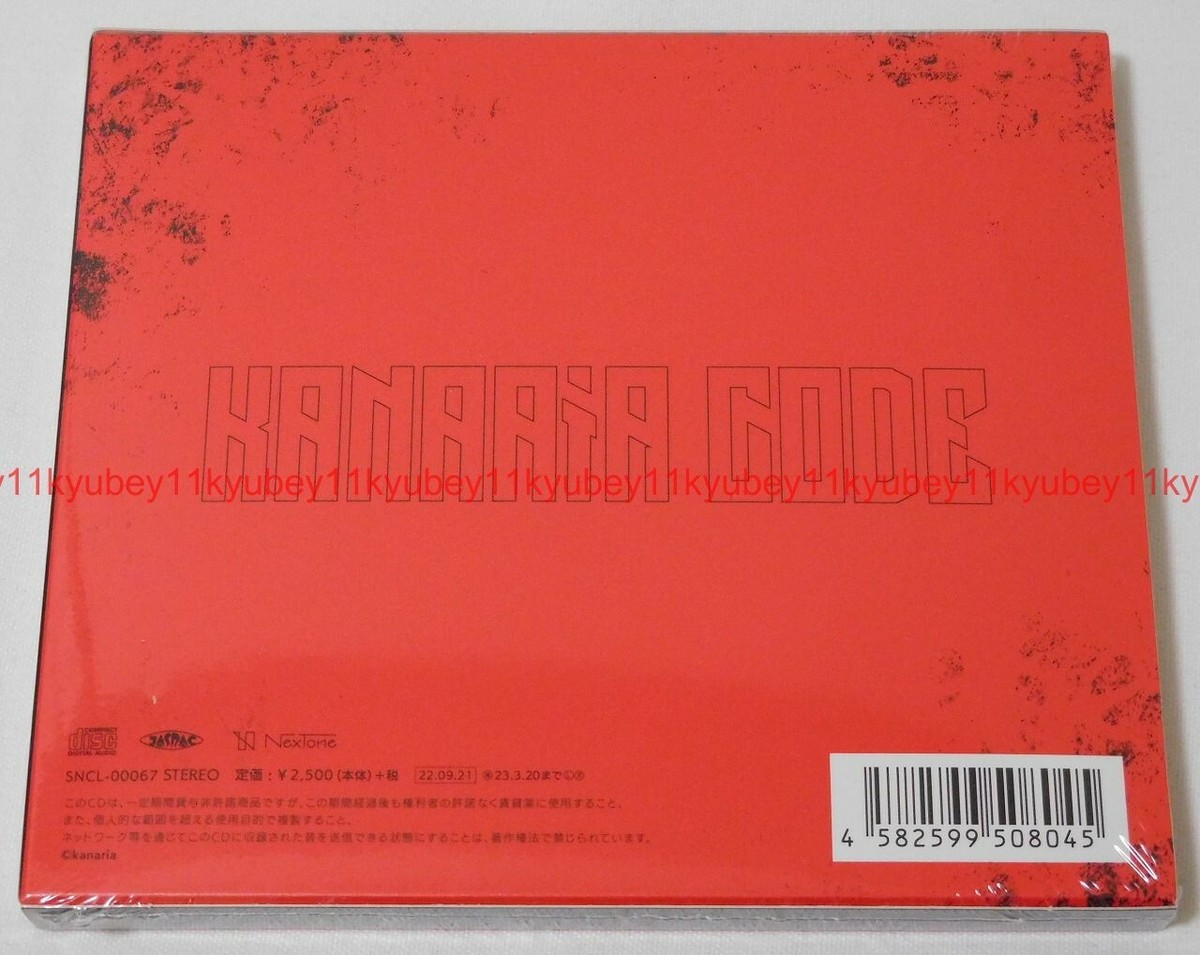 KANARIA CODE
y11kyubey11kyubey11kyubey11kyubey11kyubey11kyubey11kyubey11ky
COMPACT
disc
DIGITAL AUDIO
JASRAC
N NexTone
SNCL-00067 STEREO 定価:¥2,500(本体)+税 22.09.21 23.3.20まで
このCDは、一定期間貸与非許諾商品ですが、この期間経過後も権利者の許諾なく賃貸業に使用すること、
また、個人的な範囲を超える使用目的で複製すること、
ネットワーク等を通じてこのCDに収録された音を送信できる状態にすることは、著作権法で禁じられています。
©kanaria
4 582599 508045